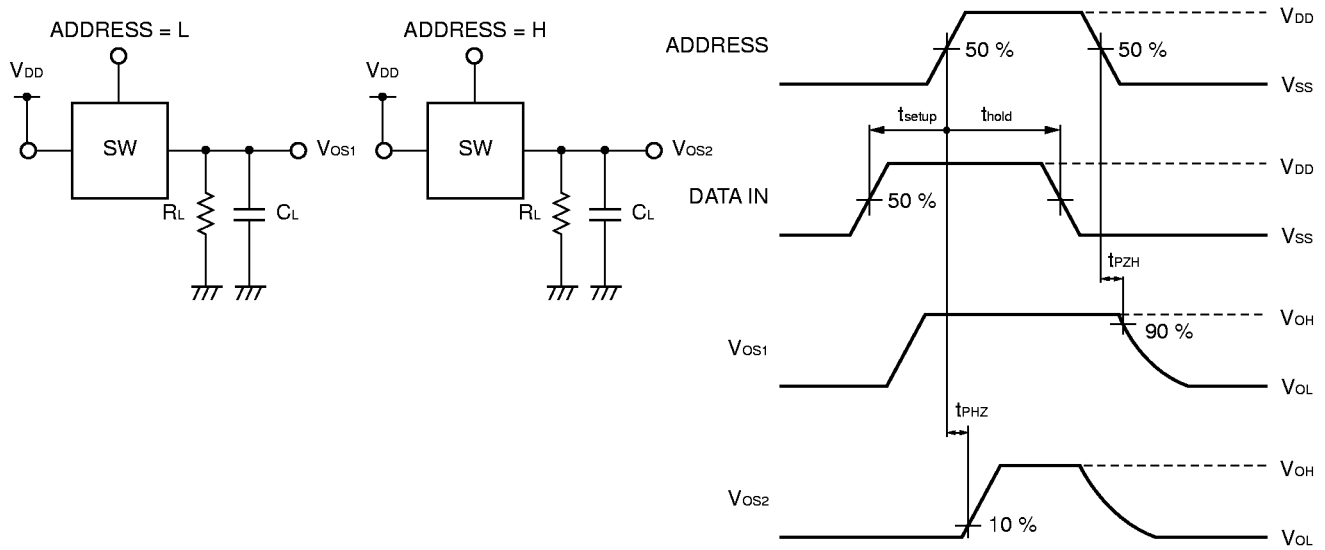 ADDRESS = L
VDD
SW
VOS1
RL
CL
ADDRESS = H
VDD
SW
VOS2
RL
CL
ADDRESS
50 %
50 %
VDD
VSS
tsetup
thold
DATA IN
50 %
VDD
VSS
tPZH
VOS1
90 %
VOH
VOL
tPHZ
VOS2
10 %
VOH
VOL